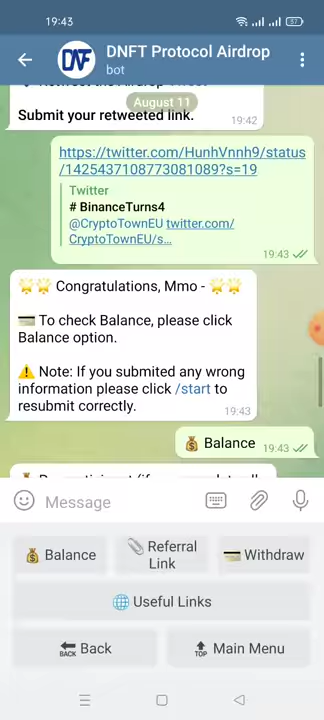 19:43
57
DNFT Protocol Airdrop
bot
August 11
Submit your retweeted link.
19:42
https://twitter.com/HunhVnnh9/status
/1425437108773081089?s=19
Twitter
# BinanceTurns4
@CryptoTownEU twitter.com/
CryptoTownEU/s...
19:43
Congratulations, Mmo -
To check Balance, please click
Balance option.
Note: If you submited any wrong
information please click /start to
resubmit correctly.
19:43
Balance
19:43
Message
Balance
Referral
Link
Withdraw
Useful Links
BACK
Back
TOP
Main Menu